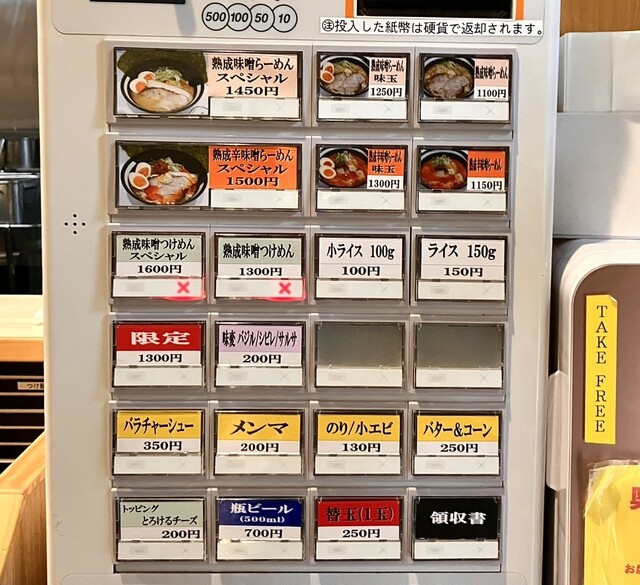 500 100 50 10
㊟投入した紙幣は硬貨で返却されます。
熟成味噌らーめん
スペシャル
1450円
熟成味噌らーめん
味玉
1250円
熟成味噌らーめん
1100円
熟成辛味噌らーめん
スペシャル
1500円
熟成辛味噌らーめん
味玉
1300円
熟成辛味噌らーめん
1150円
熟成味噌つけめん
スペシャル
1600円
熟成味噌つけめん
1300円
小ライス 100g
100円
ライス 150g
150円
限定
1300円
味変 バジル/シビレ/サルサ
200円
バラチャーシュー
350円
メンマ
200円
のり/小エビ
130円
バター&コーン
250円
トッピング
とろけるチーズ
200円
瓶ビール
(500ml)
700円
替玉(1玉)
250円
領収書
TAKE FREE